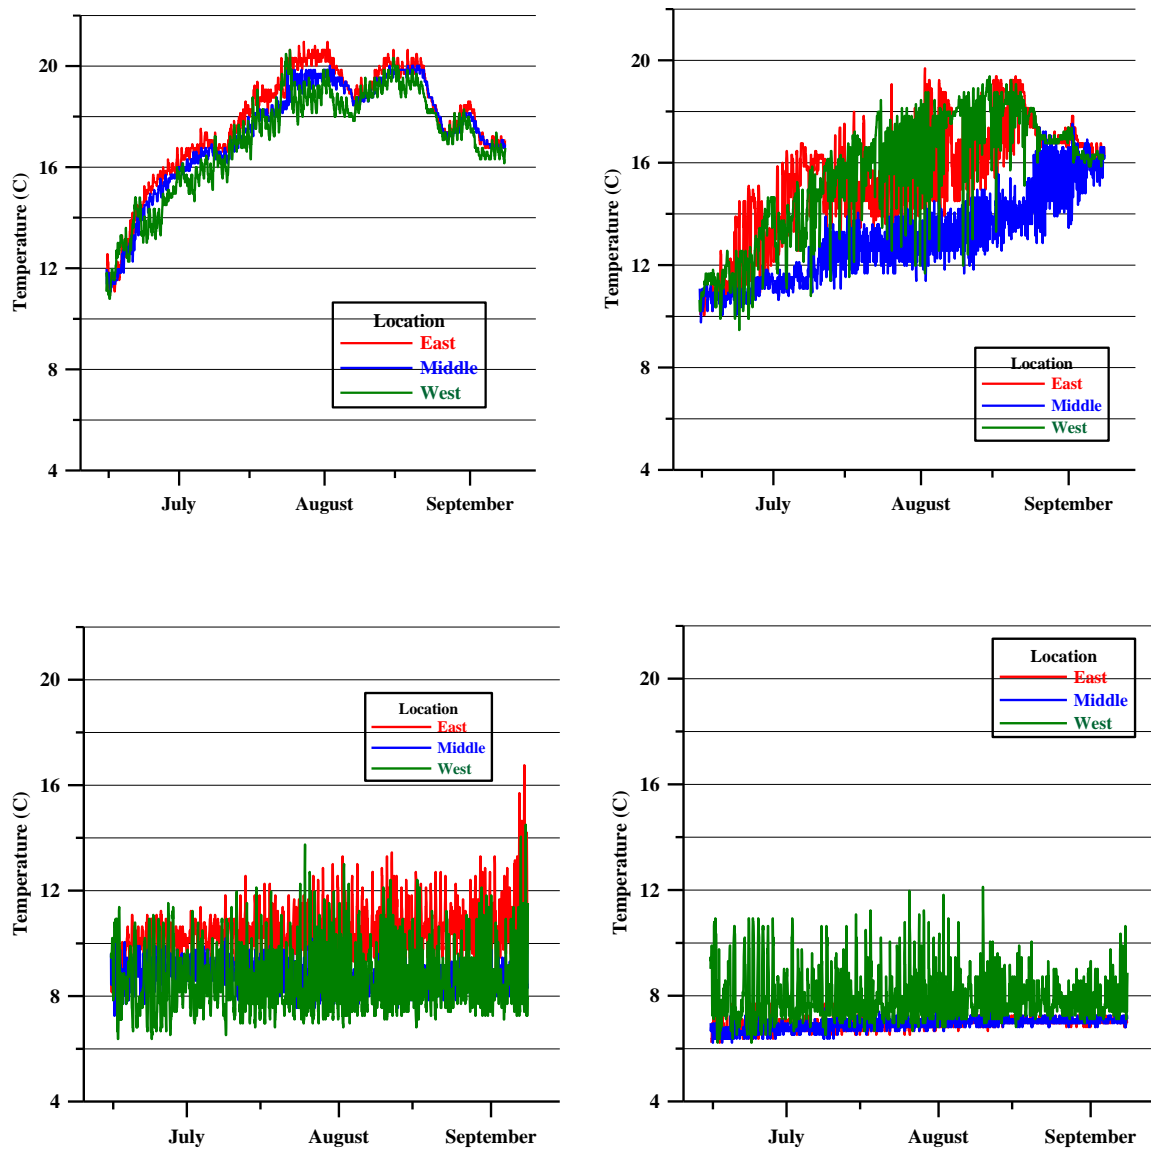 20
16
12
8
4
Temperature (C)
Location
East
Middle
West
July
August
September
20
16
12
8
4
Temperature (C)
Location
East
Middle
West
July
August
September
20
16
12
8
4
Temperature (C)
Location
East
Middle
West
July
August
September
20
16
12
8
4
Temperature (C)
Location
East
Middle
West
July
August
September